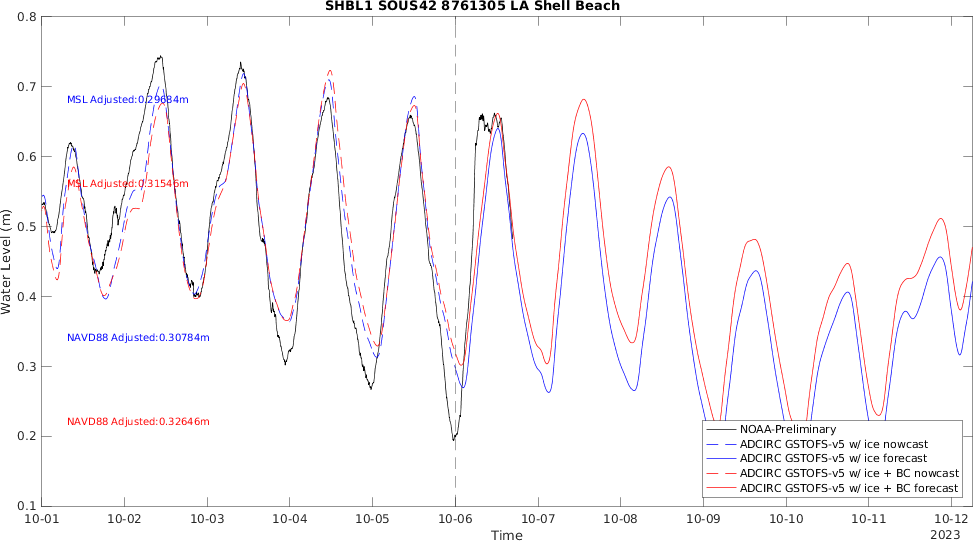 SHBL1 SOUS42 8761305 LA Shell Beach
0.8
0.7
0.6
0.5
0.4
0.3
0.2
0.1
Water Level (m)
MSL Adjusted:0.29684m
MSL Adjusted:0.31546m
NAVD88 Adjusted:0.30784m
NAVD88 Adjusted:0.32646m
NOAA-Preliminary
ADCIRC GSTOFS-v5 w/ ice nowcast
ADCIRC GSTOFS-v5 w/ ice forecast
ADCIRC GSTOFS-v5 w/ ice + BC nowcast
ADCIRC GSTOFS-v5 w/ ice + BC forecast
10-01 10-02 10-03 10-04 10-05 10-06 10-07 10-08 10-09 10-10 10-11 10-12
Time
2023